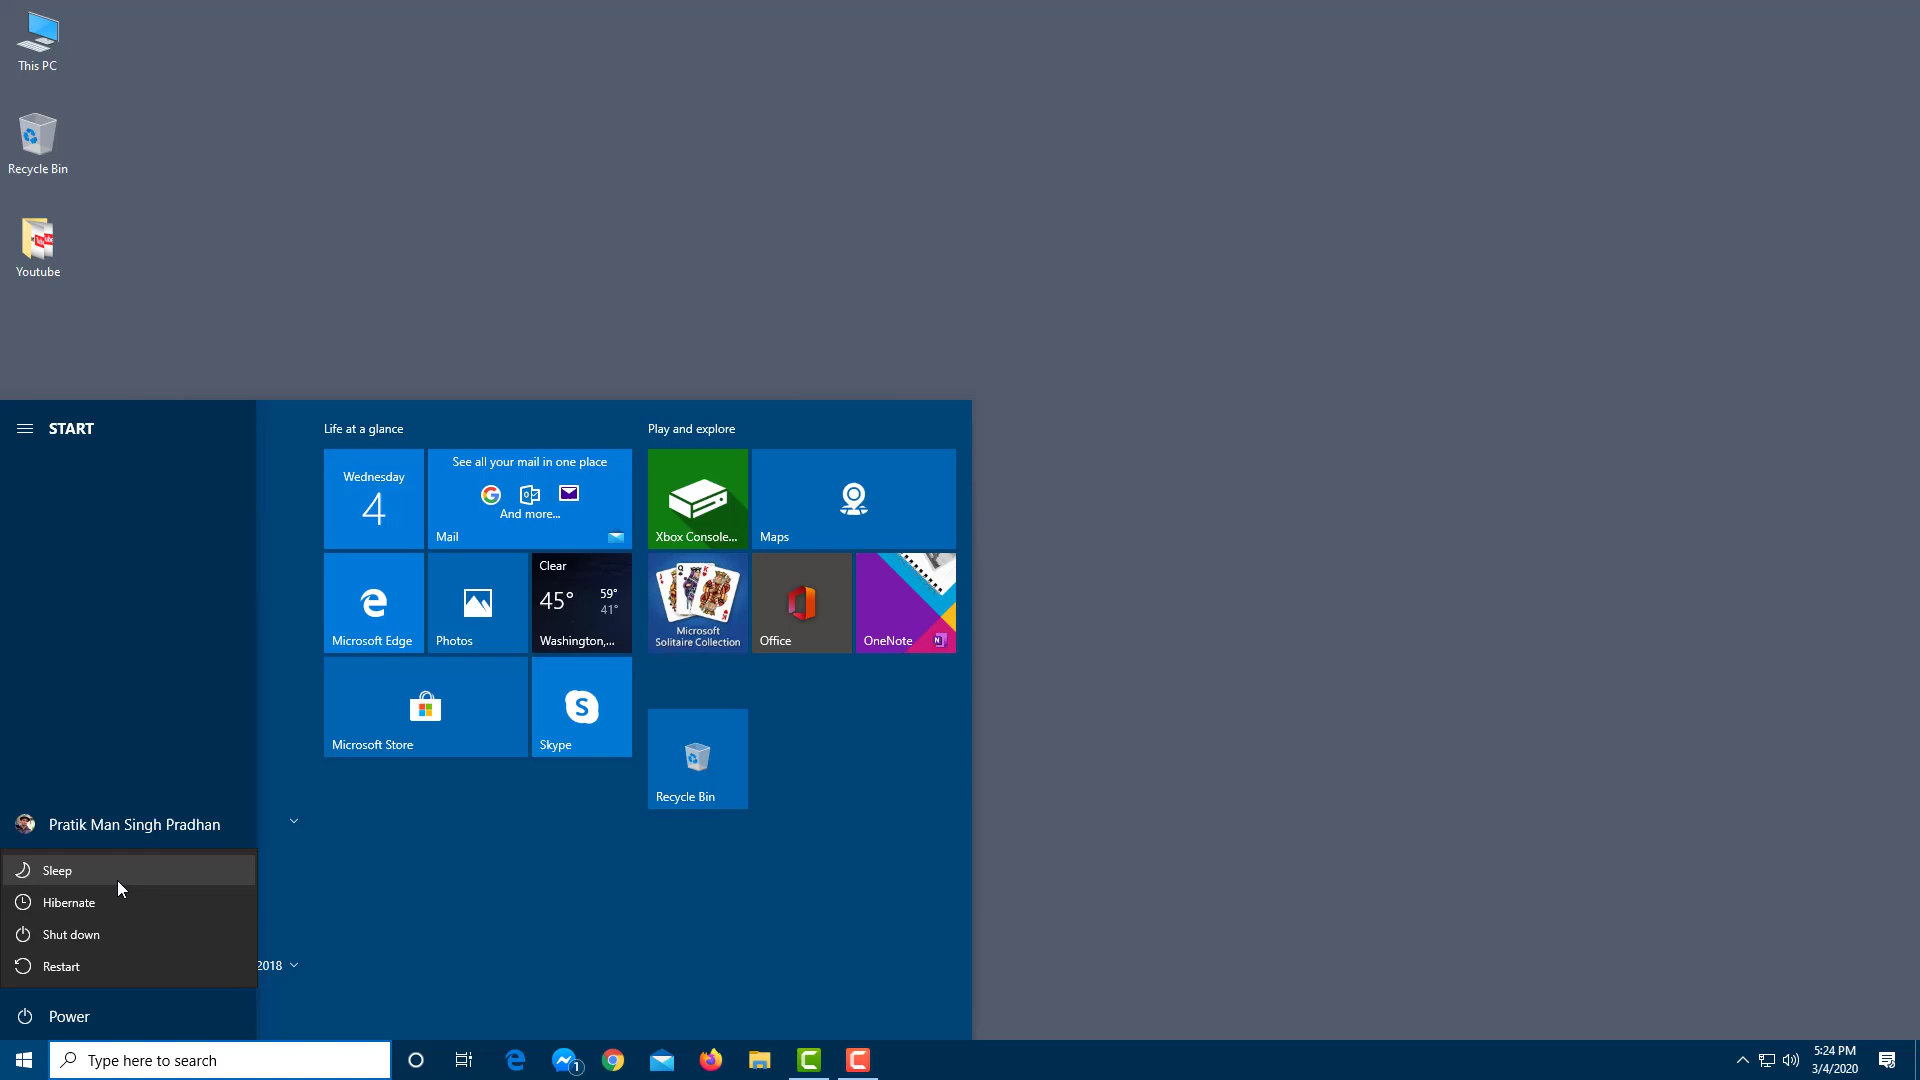 This PC
Recycle Bin
Youtube
START
Life at a glance
Play and explore
Wednesday
4
See all your mail in one place
And more...
Mail
Xbox Console...
Maps
Microsoft Edge
Photos
Clear
45°
59°
41°
Washington,...
Microsoft
Solitaire Collection
Office
OneNote
Microsoft Store
Skype
Recycle Bin
Pratik Man Singh Pradhan
Sleep
Hibernate
Shut down
Restart
2018
Power
Type here to search
1
5:24 PM
3/4/2020